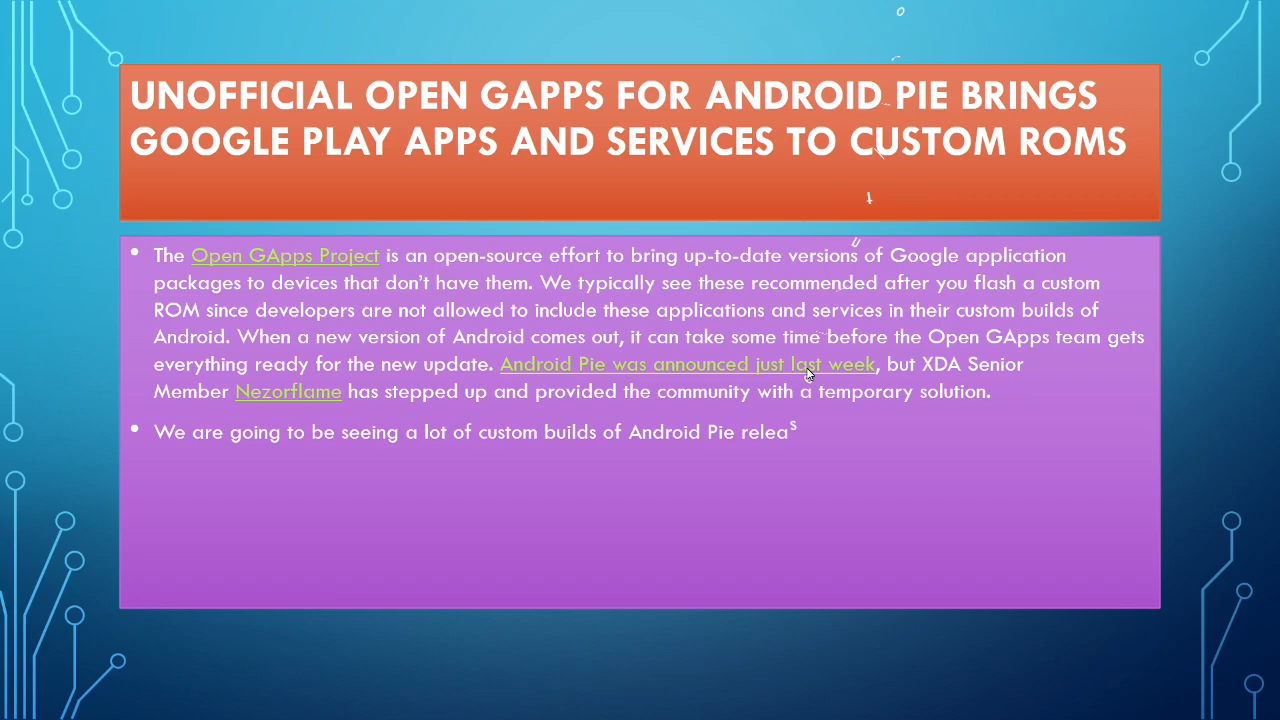 UNOFFICIAL OPEN GAPPS FOR ANDROID PIE BRINGS
GOOGLE PLAY APPS AND SERVICES TO CUSTOM ROMS
• The Open GApps Project is an open-source effort to bring up-to-date versions of Google application
packages to devices that don’t have them. We typically see these recommended after you flash a custom
ROM since developers are not allowed to include these applications and services in their custom builds of
Android. When a new version of Android comes out, it can take some time before the Open GApps team gets
everything ready for the new update. Android Pie was announced just last week, but XDA Senior
Member Nezorflame has stepped up and provided the community with a temporary solution.
• We are going to be seeing a lot of custom builds of Android Pie releas